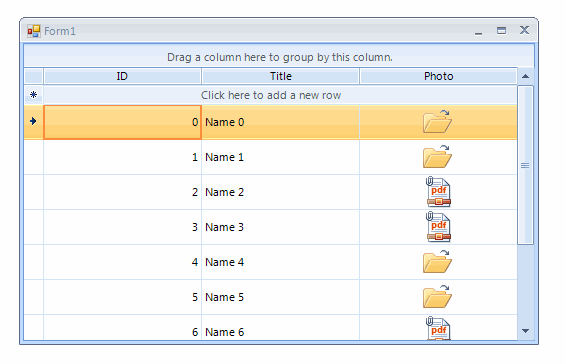 Form1
Drag a column here to group by this column.
ID Title Photo
Click here to add a new row
0 Name 0
1 Name 1
2 Name 2 pdf
3 Name 3 pdf
4 Name 4
5 Name 5
6 Name 6 pdf